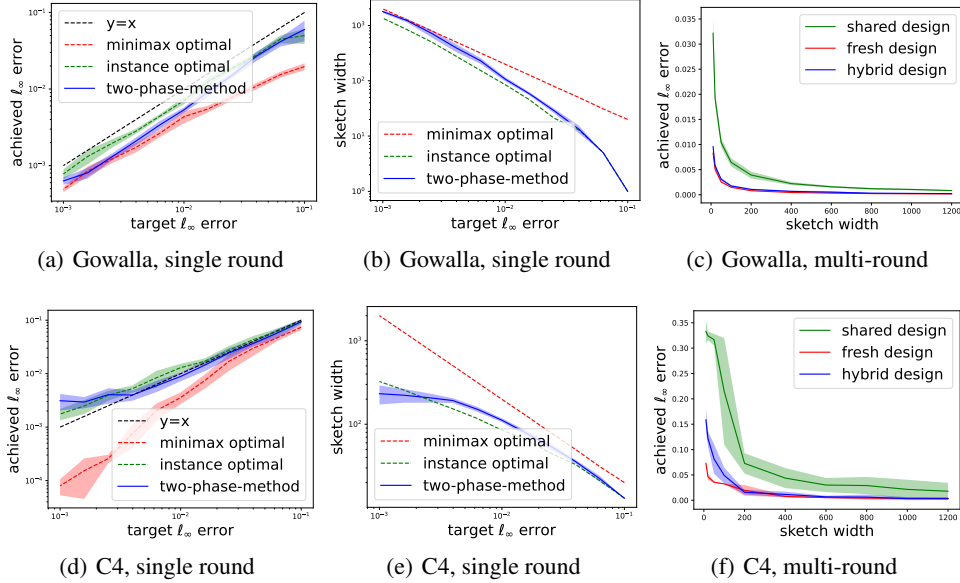 achieved ℓ∞ error
10⁻¹
10⁻²
10⁻³
y=x
minimax optimal
instance optimal
two-phase-method
10⁻³ 10⁻² 10⁻¹
target ℓ∞ error
(a) Gowalla, single round
sketch width
10³
10²
10¹
10⁰
minimax optimal
instance optimal
two-phase-method
10⁻³ 10⁻² 10⁻¹
target ℓ∞ error
(b) Gowalla, single round
achieved ℓ∞ error
0.035
0.030
0.025
0.020
0.015
0.010
0.005
0.000
shared design
fresh design
hybrid design
0 200 400 600 800 1000 1200
sketch width
(c) Gowalla, multi-round
achieved ℓ∞ error
10⁻¹
10⁻²
10⁻³
10⁻⁴
y=x
minimax optimal
instance optimal
two-phase-method
10⁻³ 10⁻² 10⁻¹
target ℓ∞ error
(d) C4, single round
sketch width
10³
10²
minimax optimal
instance optimal
two-phase-method
10⁻³ 10⁻² 10⁻¹
target ℓ∞ error
(e) C4, single round
achieved ℓ∞ error
0.35
0.30
0.25
0.20
0.15
0.10
0.05
0.00
shared design
fresh design
hybrid design
0 200 400 600 800 1000 1200
sketch width
(f) C4, multi-round